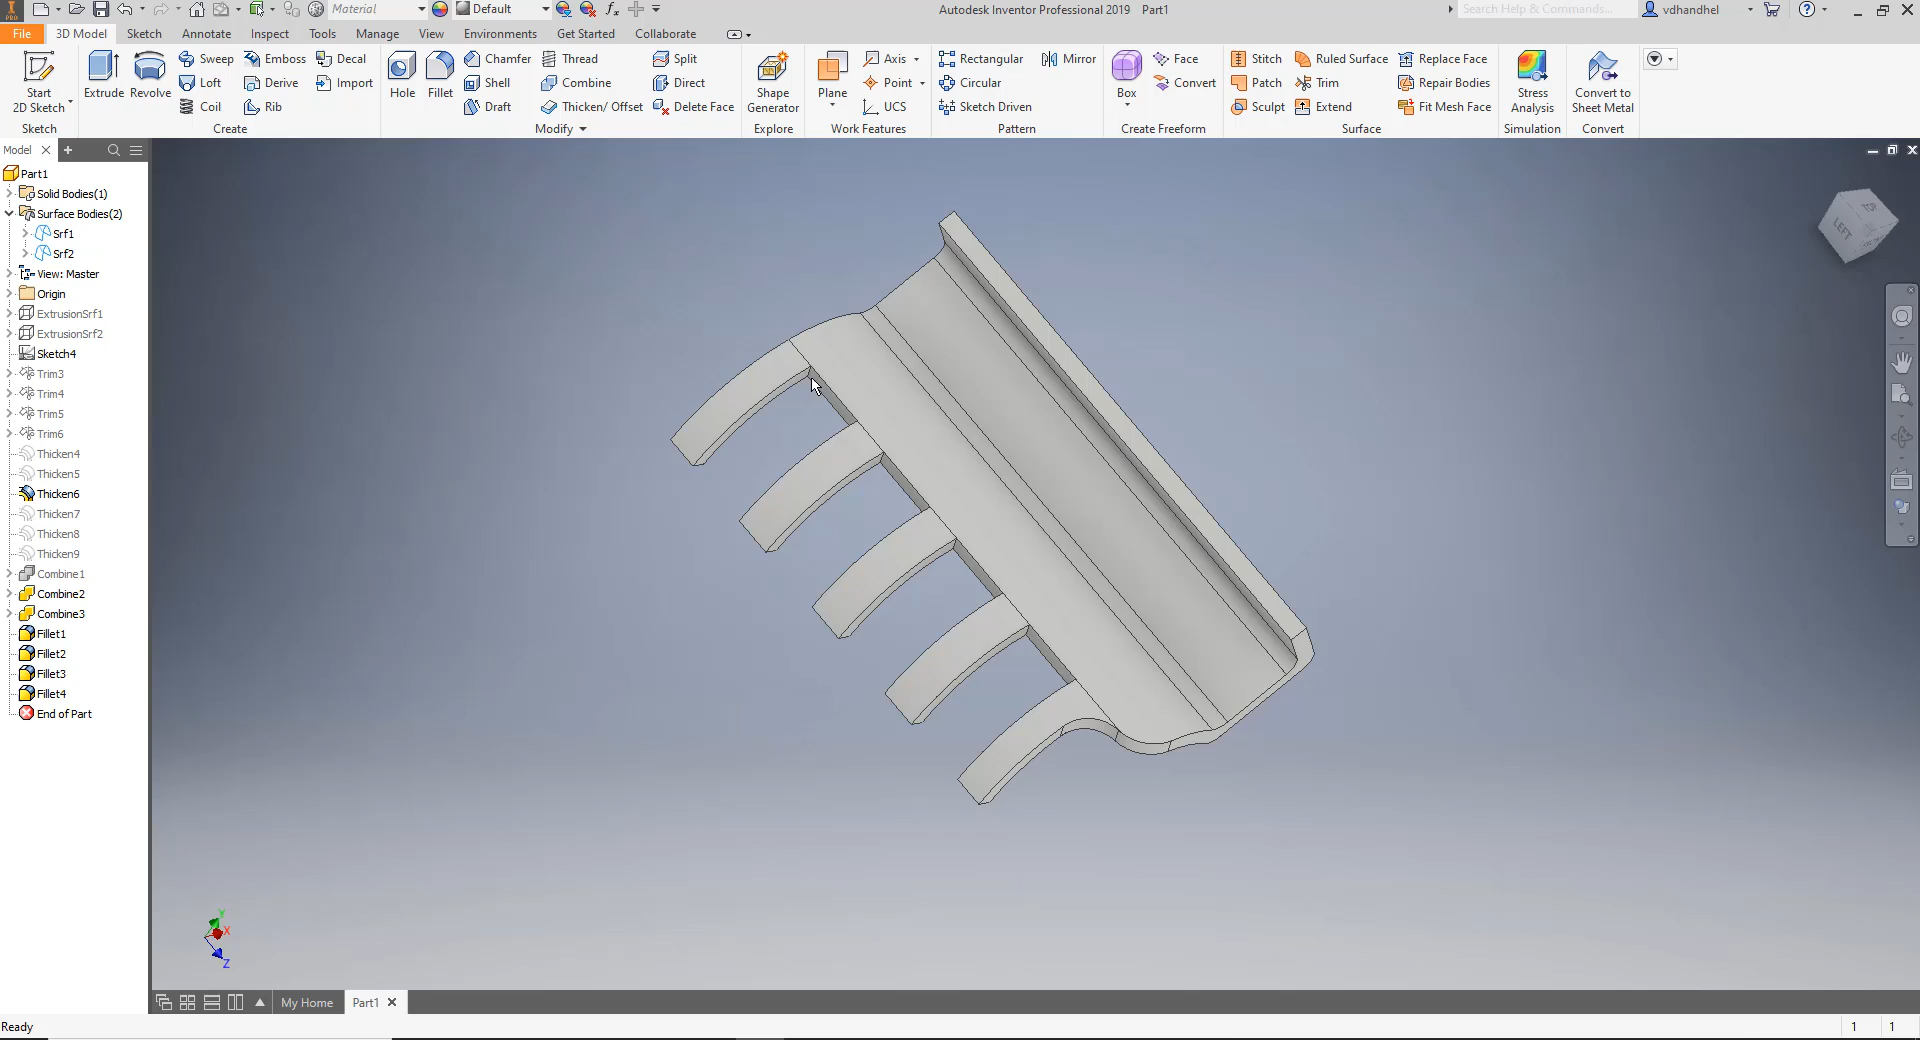 Material
Default
Autodesk Inventor Professional 2019 Part1
Search Help & Commands...
vdhandhel
PRO
File
3D Model
Sketch
Annotate
Inspect
Tools
Manage
View
Environments
Get Started
Collaborate
Start
2D Sketch
Sketch
Extrude
Revolve
Sweep
Emboss
Decal
Loft
Derive
Import
Coil
Rib
Create
Hole
Fillet
Chamfer
Thread
Split
Shell
Combine
Direct
Draft
Thicken/ Offset
Delete Face
Modify
Shape
Generator
Explore
Plane
Axis
Point
UCS
Work Features
Rectangular
Mirror
Circular
Sketch Driven
Pattern
Box
Face
Convert
Create Freeform
Stitch
Ruled Surface
Replace Face
Patch
Trim
Repair Bodies
Sculpt
Extend
Fit Mesh Face
Surface
Stress
Analysis
Simulation
Convert to
Sheet Metal
Convert
Model
Part1
Solid Bodies(1)
Surface Bodies(2)
Srf1
Srf2
View: Master
Origin
ExtrusionSrf1
ExtrusionSrf2
Sketch4
Trim3
Trim4
Trim5
Trim6
Thicken4
Thicken5
Thicken6
Thicken7
Thicken8
Thicken9
Combine1
Combine2
Combine3
Fillet1
Fillet2
Fillet3
Fillet4
End of Part
TOP
LEFT
Y
X
Z
My Home
Part1
Ready
1
1